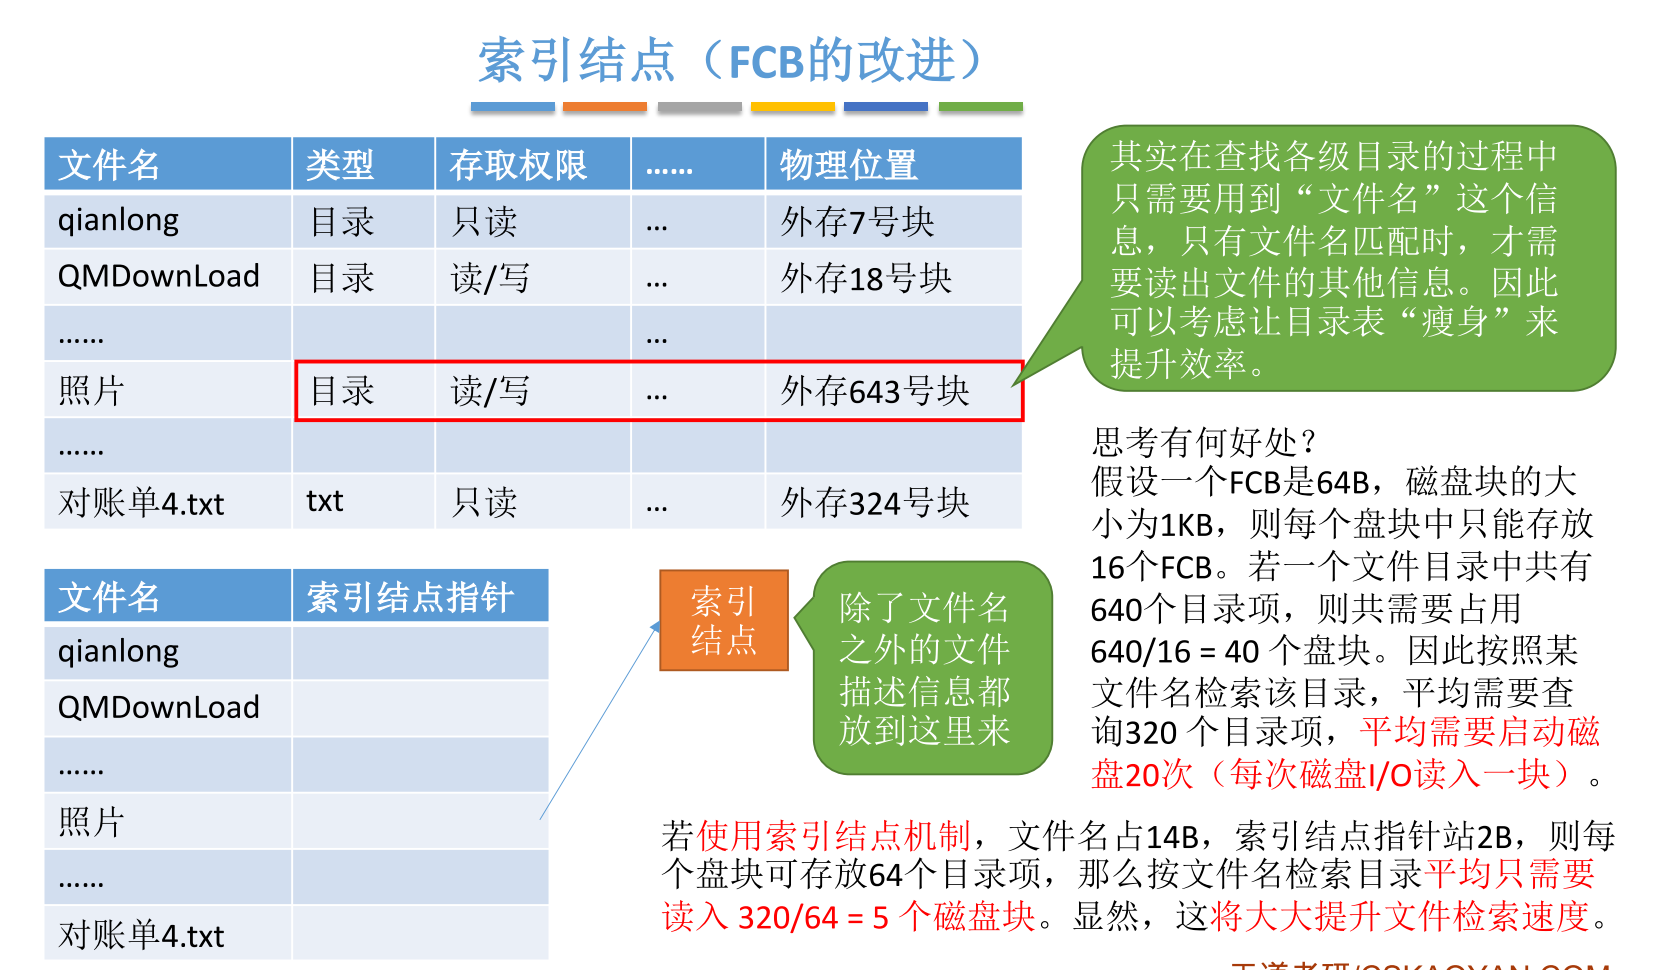 索引结点（FCB的改进）
文件名 类型 存取权限 …… 物理位置
qianlong 目录 只读 … 外存7号块
QMDownLoad 目录 读/写 … 外存18号块
…… …
照片 目录 读/写 … 外存643号块
……
对账单4.txt txt 只读 … 外存324号块
其实在查找各级目录的过程中
只需要用到“文件名”这个信
息，只有文件名匹配时，才需
要读出文件的其他信息。因此
可以考虑让目录表“瘦身”来
提升效率。
思考有何好处？
假设一个FCB是64B，磁盘块的大
小为1KB，则每个盘块中只能存放
16个FCB。若一个文件目录中共有
640个目录项，则共需要占用
640/16 = 40 个盘块。因此按照某
文件名检索该目录，平均需要查
询320 个目录项，平均需要启动磁
盘20次（每次磁盘I/O读入一块）。
文件名 索引结点指针
qianlong
QMDownLoad
……
照片
……
对账单4.txt
索引
结点
除了文件名
之外的文件
描述信息都
放到这里来
若使用索引结点机制，文件名占14B，索引结点指针站2B，则每
个盘块可存放64个目录项，那么按文件名检索目录平均只需要
读入 320/64 = 5 个磁盘块。显然，这将大大提升文件检索速度。
王道考研/CSKAOYAN.COM